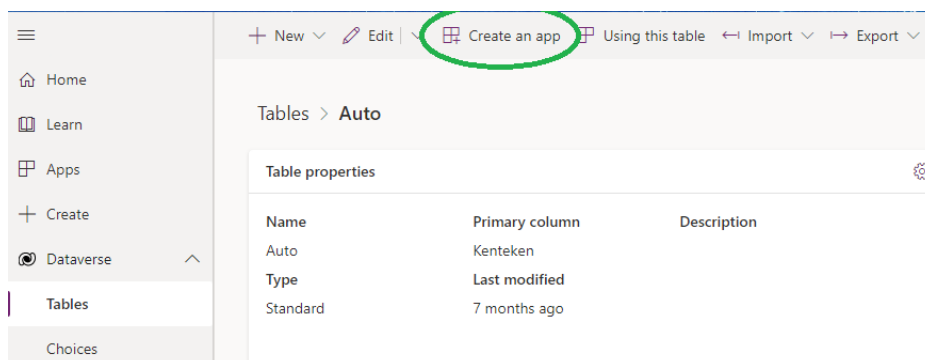 New Edit Create an app Using this table Import Export
Home
Learn
Apps
Create
Dataverse
Tables
Choices
Tables > Auto
Table properties
Name Primary column Description
Auto Kenteken
Type Last modified
Standard 7 months ago